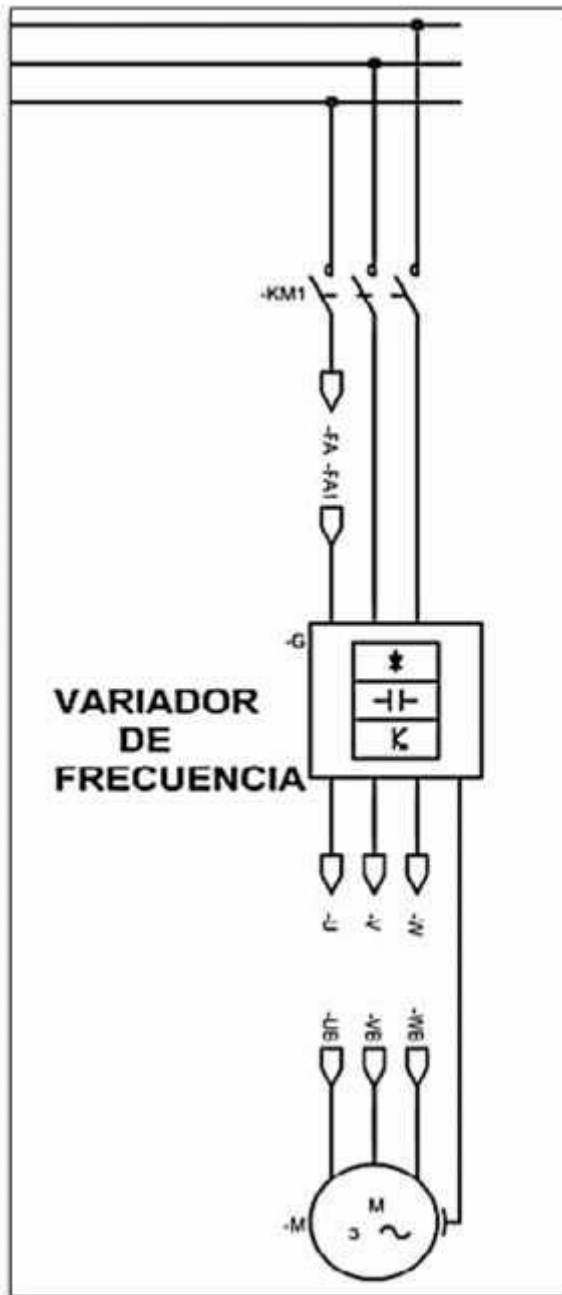 -KM1
-FA -FA1
-G
VARIADOR
DE
FRECUENCIA
-U
-V
-W
-UB
-VB
-WB
M
-M
3